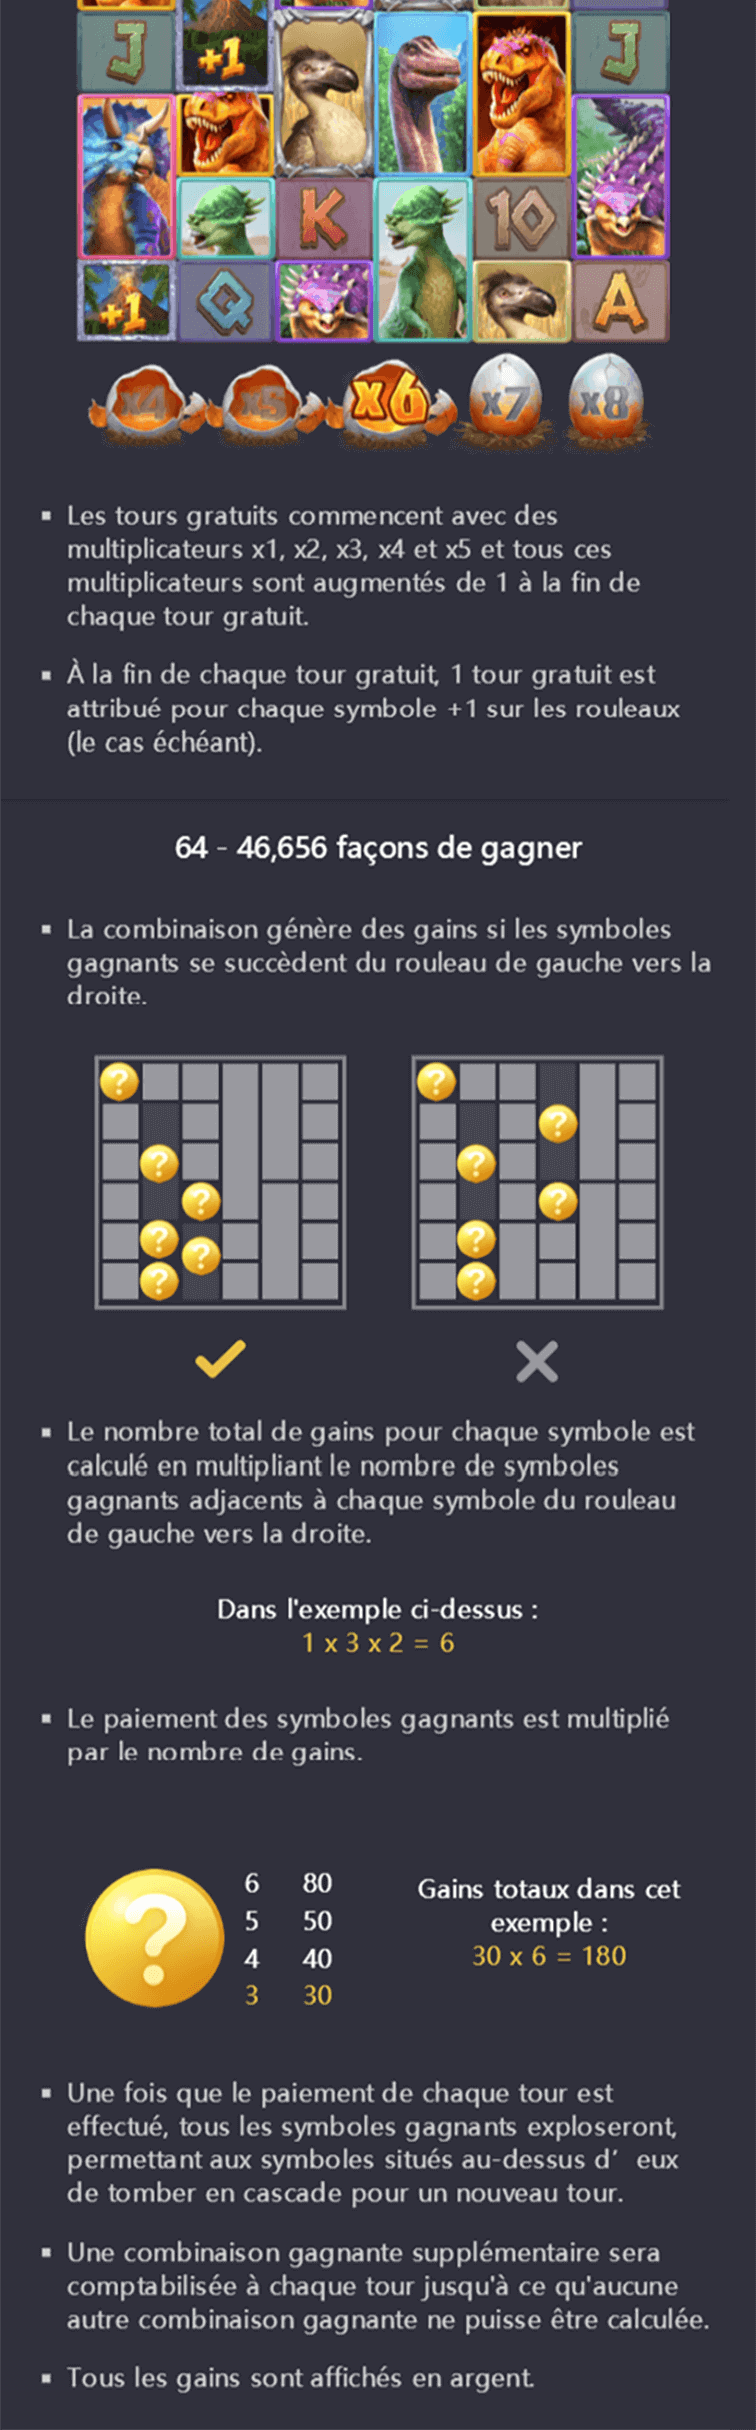 J +1 J
K 10
+1 Q A
x4 x5 x6 x7 x8
▪ Les tours gratuits commencent avec des
multiplicateurs x1, x2, x3, x4 et x5 et tous ces
multiplicateurs sont augmentés de 1 à la fin de
chaque tour gratuit.
▪ À la fin de chaque tour gratuit, 1 tour gratuit est
attribué pour chaque symbole +1 sur les rouleaux
(le cas échéant).
64 - 46,656 façons de gagner
▪ La combinaison génère des gains si les symboles
gagnants se succèdent du rouleau de gauche vers la
droite.
? ?
?
? ?
? ?
? ? ?
? ?
▪ Le nombre total de gains pour chaque symbole est
calculé en multipliant le nombre de symboles
gagnants adjacents à chaque symbole du rouleau
de gauche vers la droite.
Dans l'exemple ci-dessus :
1 x 3 x 2 = 6
▪ Le paiement des symboles gagnants est multiplié
par le nombre de gains.
?
6 80
5 50
4 40
3 30
Gains totaux dans cet
exemple :
30 x 6 = 180
▪ Une fois que le paiement de chaque tour est
effectué, tous les symboles gagnants exploseront,
permettant aux symboles situés au-dessus d’ eux
de tomber en cascade pour un nouveau tour.
▪ Une combinaison gagnante supplémentaire sera
comptabilisée à chaque tour jusqu'à ce qu'aucune
autre combinaison gagnante ne puisse être calculée.
▪ Tous les gains sont affichés en argent.